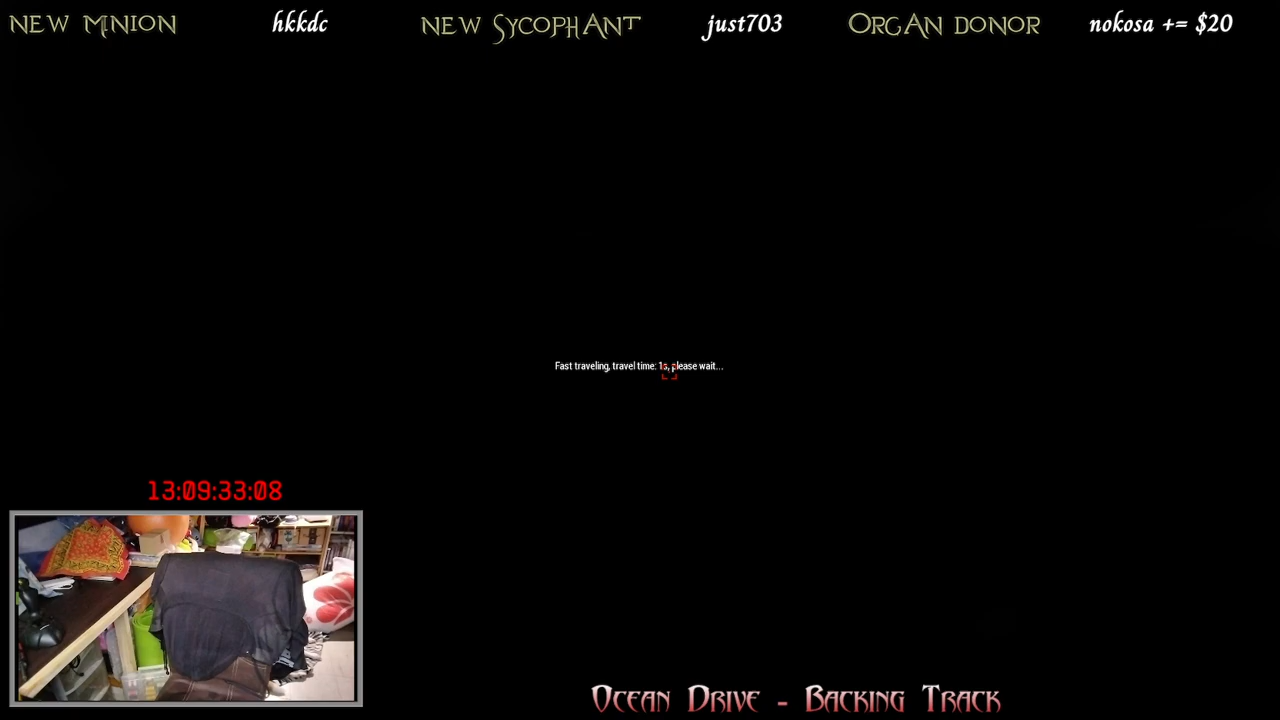 NEW MINION hkkdc NEW SYCOPHANT just703 ORGAN DONOR nokosa += $20
Fast traveling, travel time: 1s, please wait...
13:09:33:08
OCEAN DRIVE - BACKING TRACK